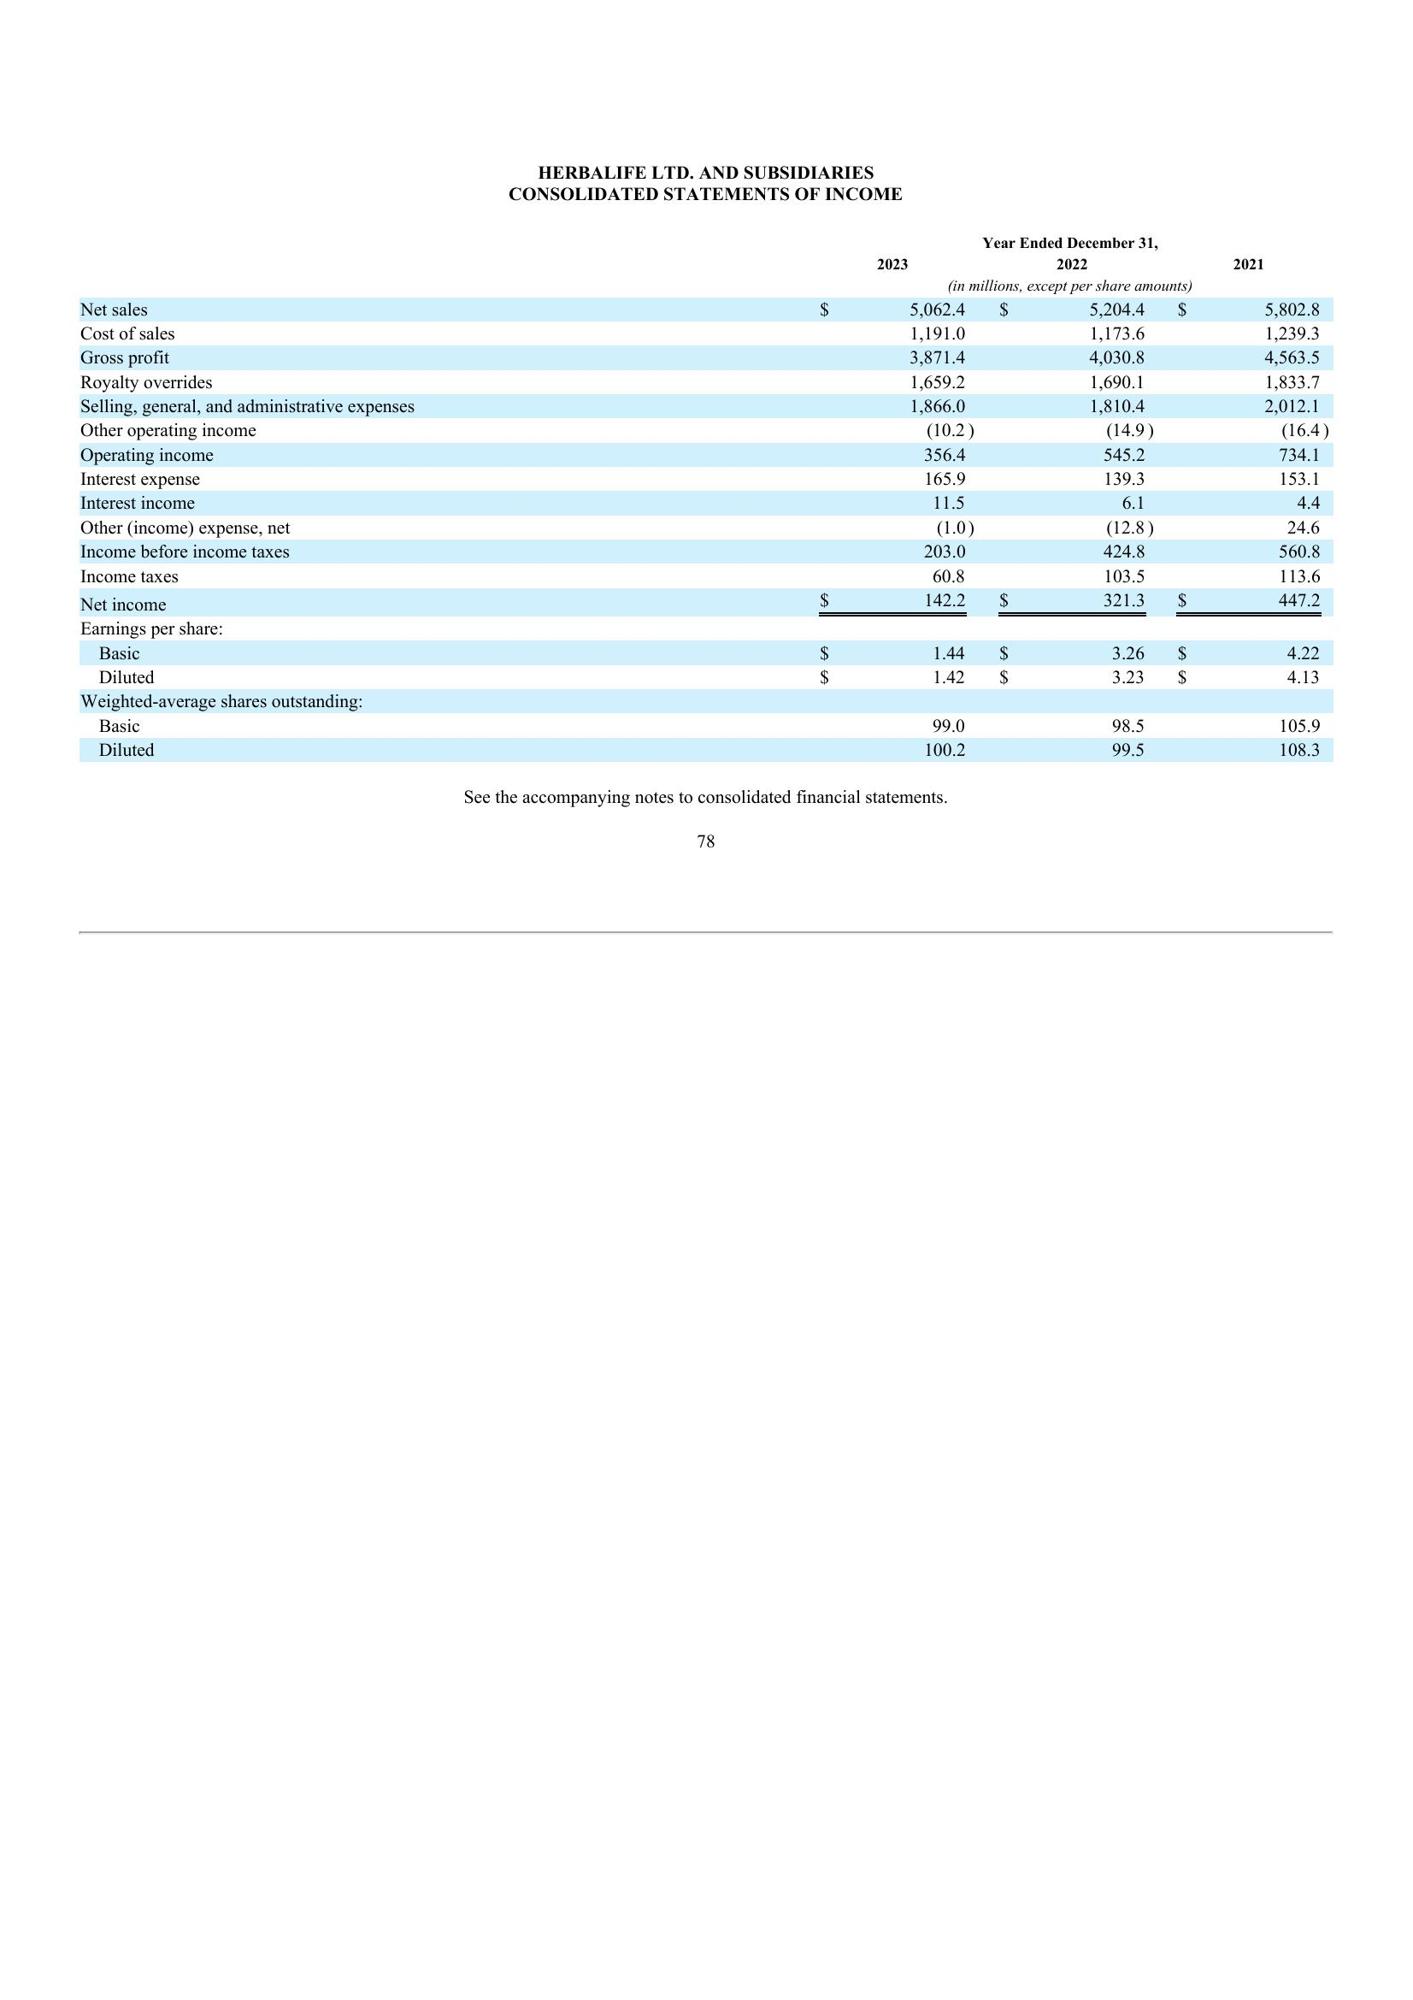 HERBALIFE LTD. AND SUBSIDIARIES
CONSOLIDATED STATEMENTS OF INCOME
Year Ended December 31,
2023 2022 2021
(in millions, except per share amounts)
Net sales $ 5,062.4 $ 5,204.4 $ 5,802.8
Cost of sales 1,191.0 1,173.6 1,239.3
Gross profit 3,871.4 4,030.8 4,563.5
Royalty overrides 1,659.2 1,690.1 1,833.7
Selling, general, and administrative expenses 1,866.0 1,810.4 2,012.1
Other operating income (10.2 ) (14.9 ) (16.4 )
Operating income 356.4 545.2 734.1
Interest expense 165.9 139.3 153.1
Interest income 11.5 6.1 4.4
Other (income) expense, net (1.0 ) (12.8 ) 24.6
Income before income taxes 203.0 424.8 560.8
Income taxes 60.8 103.5 113.6
Net income $ 142.2 $ 321.3 $ 447.2
Earnings per share:
Basic $ 1.44 $ 3.26 $ 4.22
Diluted $ 1.42 $ 3.23 $ 4.13
Weighted-average shares outstanding:
Basic 99.0 98.5 105.9
Diluted 100.2 99.5 108.3
See the accompanying notes to consolidated financial statements.
78